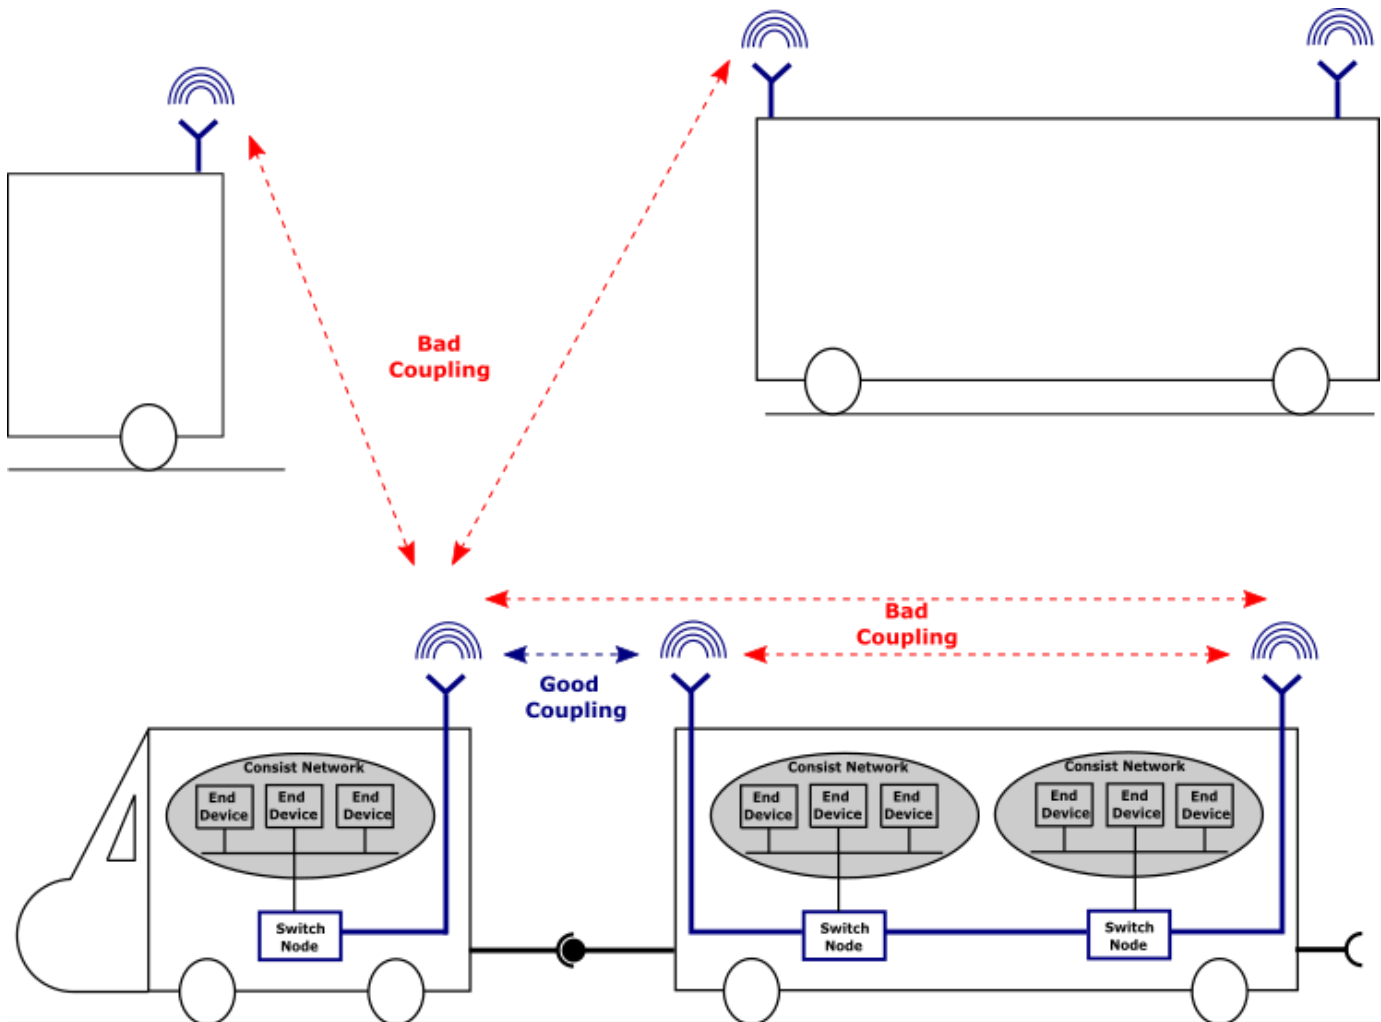 Bad
Coupling
Bad
Coupling
Good
Coupling
Consist Network
End
Device
End
Device
End
Device
Switch
Node
Consist Network
End
Device
End
Device
End
Device
Switch
Node
Consist Network
End
Device
End
Device
End
Device
Switch
Node